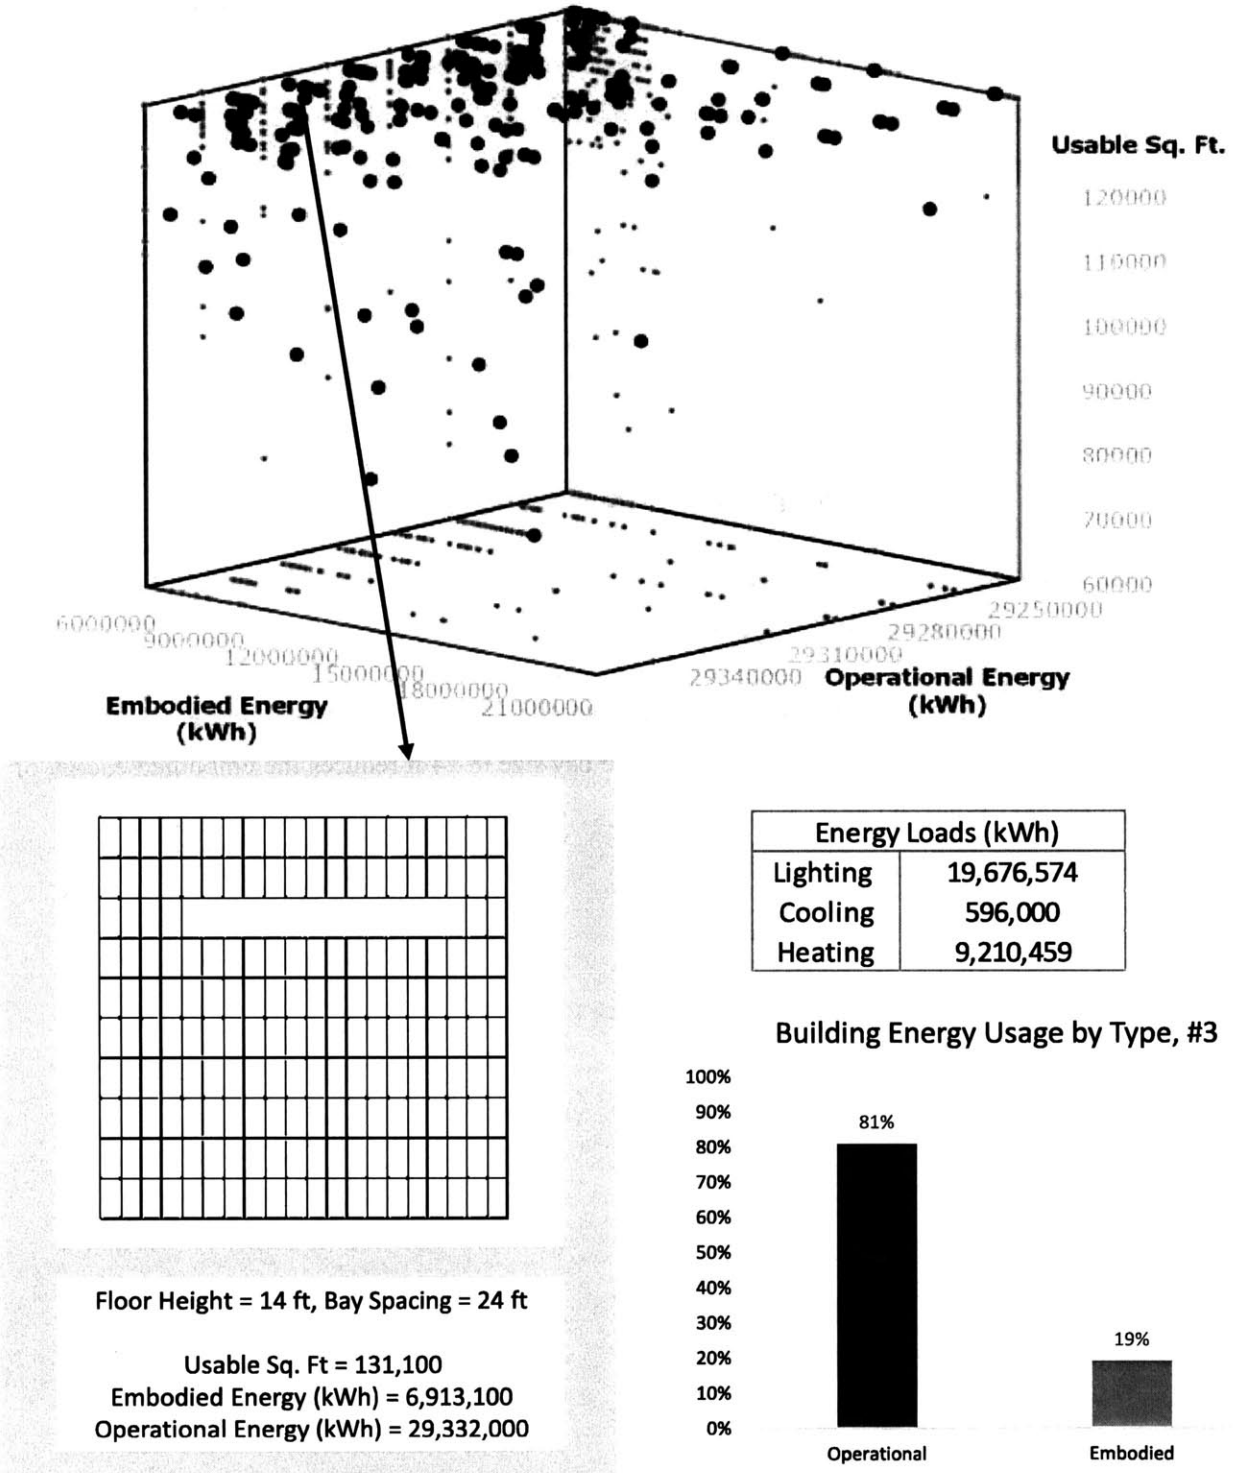 Usable Sq. Ft.
120000
110000
100000
90000
80000
70000
60000
6000000
9000000
12000000
15000000
18000000
21000000
29250000
29280000
29310000
29340000
Operational Energy
(kWh)
Embodied Energy
(kWh)
Energy Loads (kWh)
Lighting 19,676,574
Cooling 596,000
Heating 9,210,459
Building Energy Usage by Type, #3
100%
90%
80%
70%
60%
50%
40%
30%
20%
10%
0%
81%
19%
Operational Embodied
Floor Height = 14 ft, Bay Spacing = 24 ft
Usable Sq. Ft = 131,100
Embodied Energy (kWh) = 6,913,100
Operational Energy (kWh) = 29,332,000